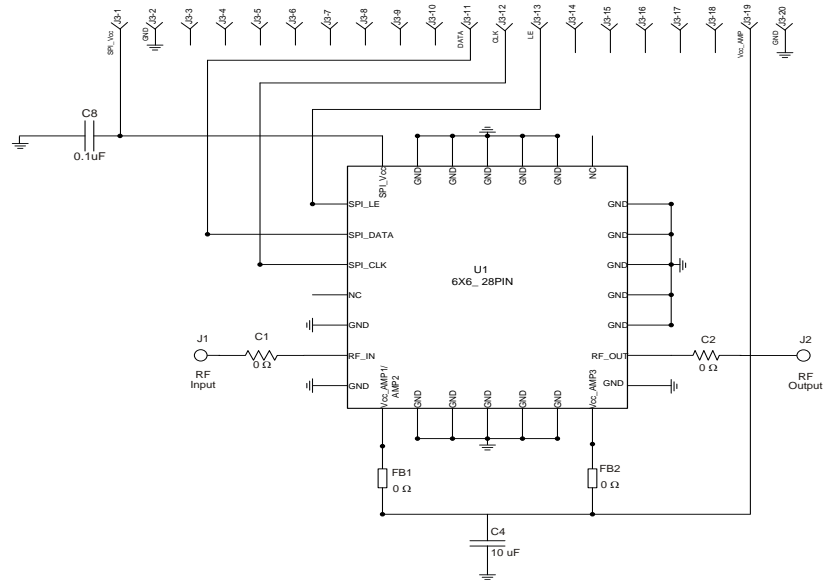 J3-1
J3-2
J3-3
J3-4
J3-5
J3-6
J3-7
J3-8
J3-9
J3-10
J3-11
J3-12
J3-13
J3-14
J3-15
J3-16
J3-17
J3-18
J3-19
J3-20
SPI_Vcc
GND
DATA
CLK
LE
Vcc_AMP
GND
C8
0.1uF
SPI_Vcc
GND
GND
GND
GND
GND
NC
SPI_LE
SPI_DATA
SPI_CLK
NC
GND
RF_IN
GND
U1
6X6_ 28PIN
GND
GND
GND
GND
GND
RF_OUT
GND
J1
RF
Input
C1
0 Ω
C2
0 Ω
J2
RF
Output
Vcc_AMP1/
AMP2
GND
GND
GND
GND
GND
Vcc_AMP3
FB1
0 Ω
FB2
0 Ω
C4
10 uF